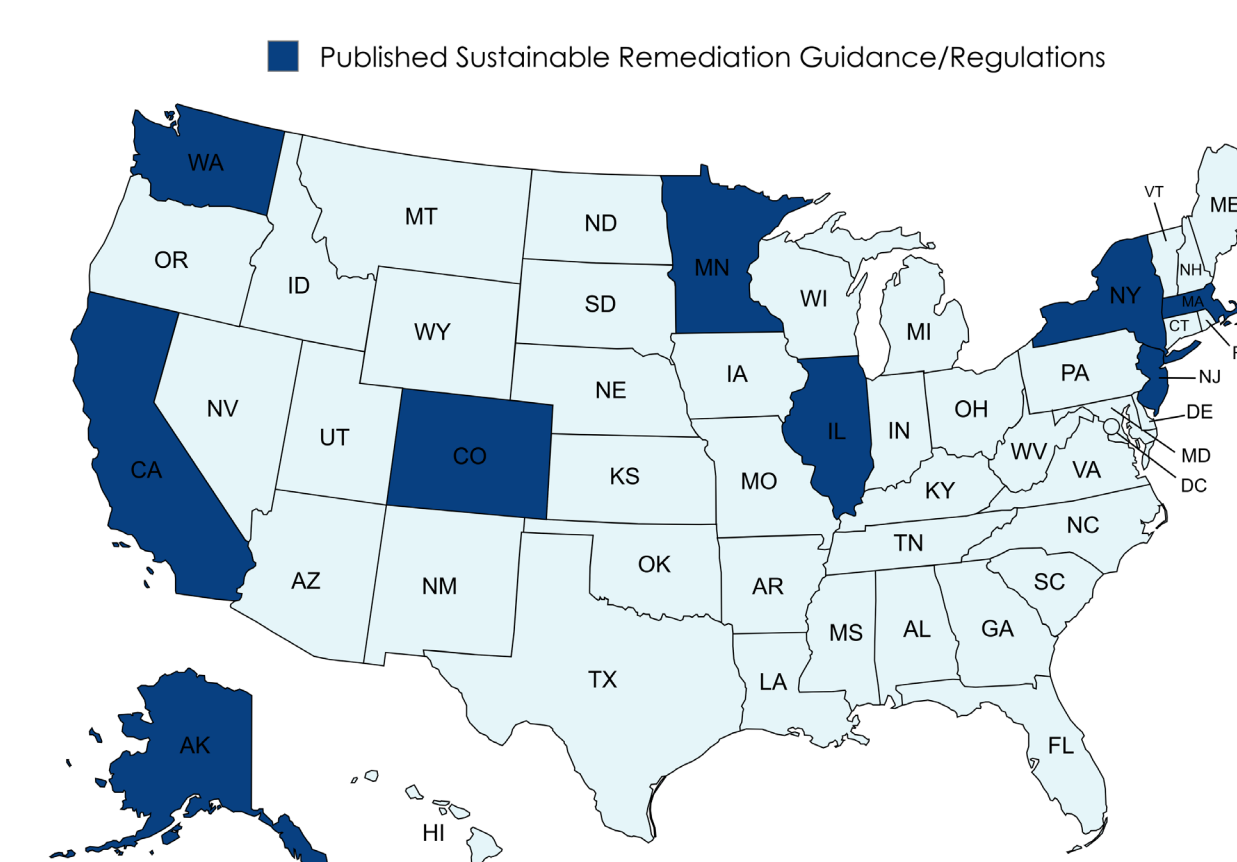 Published Sustainable Remediation Guidance/Regulations
WA
VT
ME
MT
ND
OR
MN
NH
ID
SD
WI
NY
MA
WY
MI
CT
IA
PA
NJ
NE
NV
OH
DE
UT
IL
IN
CO
WV
MD
CA
KS
MO
VA
DC
KY
NC
TN
OK
AZ
NM
AR
SC
MS
AL
GA
TX
LA
AK
FL
HI